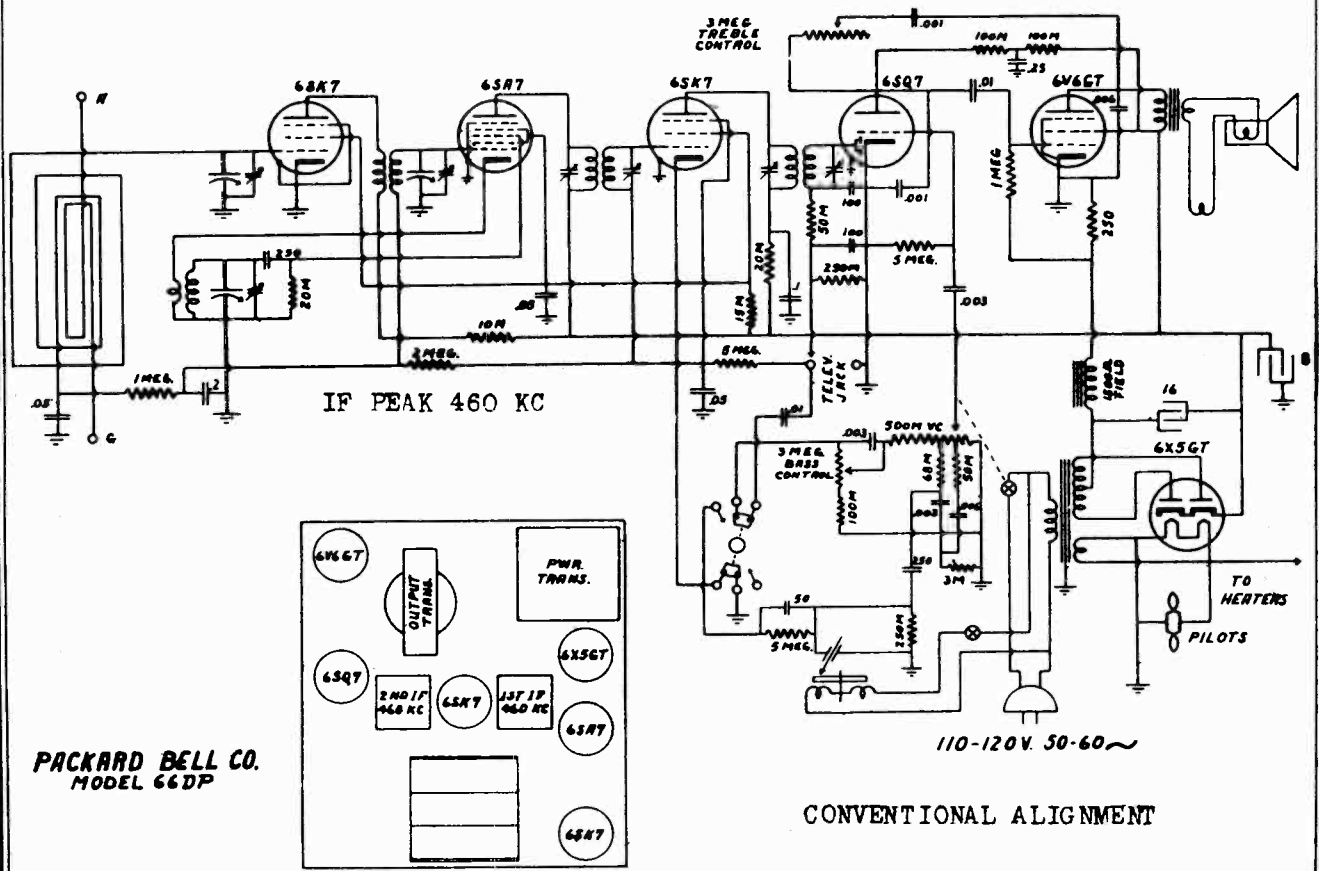 3 MEG
TREBLE
CONTROL
.001
100M
100M
.25
6SK7
6SA7
6SK7
6SQ7
.01
6V6GT
.006
A
1 MEG
100
.001
50M
250
250
20M
.05
20M
15M
100
250M
5 MEG.
.003
10M
2 MEG.
5 MEG.
8
1 MEG.
.2
.05
G
IF PEAK 460 KC
.05
TELEV.
JACK
400Ω
FIELD
16
.01
3 MEG.
BASS
CONTROL
.003
500M VC
6X5GT
68M
50M
100M
.003
.006
250
3M
TO
HEATERS
50
5 MEG.
250M
PILOTS
110-120V. 50-60~
6V6GT
OUTPUT
TRANS.
PWR.
TRANS.
6X5GT
6SQ7
2ND IF
460 KC
6SK7
1ST IF
460 KC
6SA7
6SK7
PACKARD BELL CO.
MODEL 66DP
CONVENTIONAL ALIGNMENT